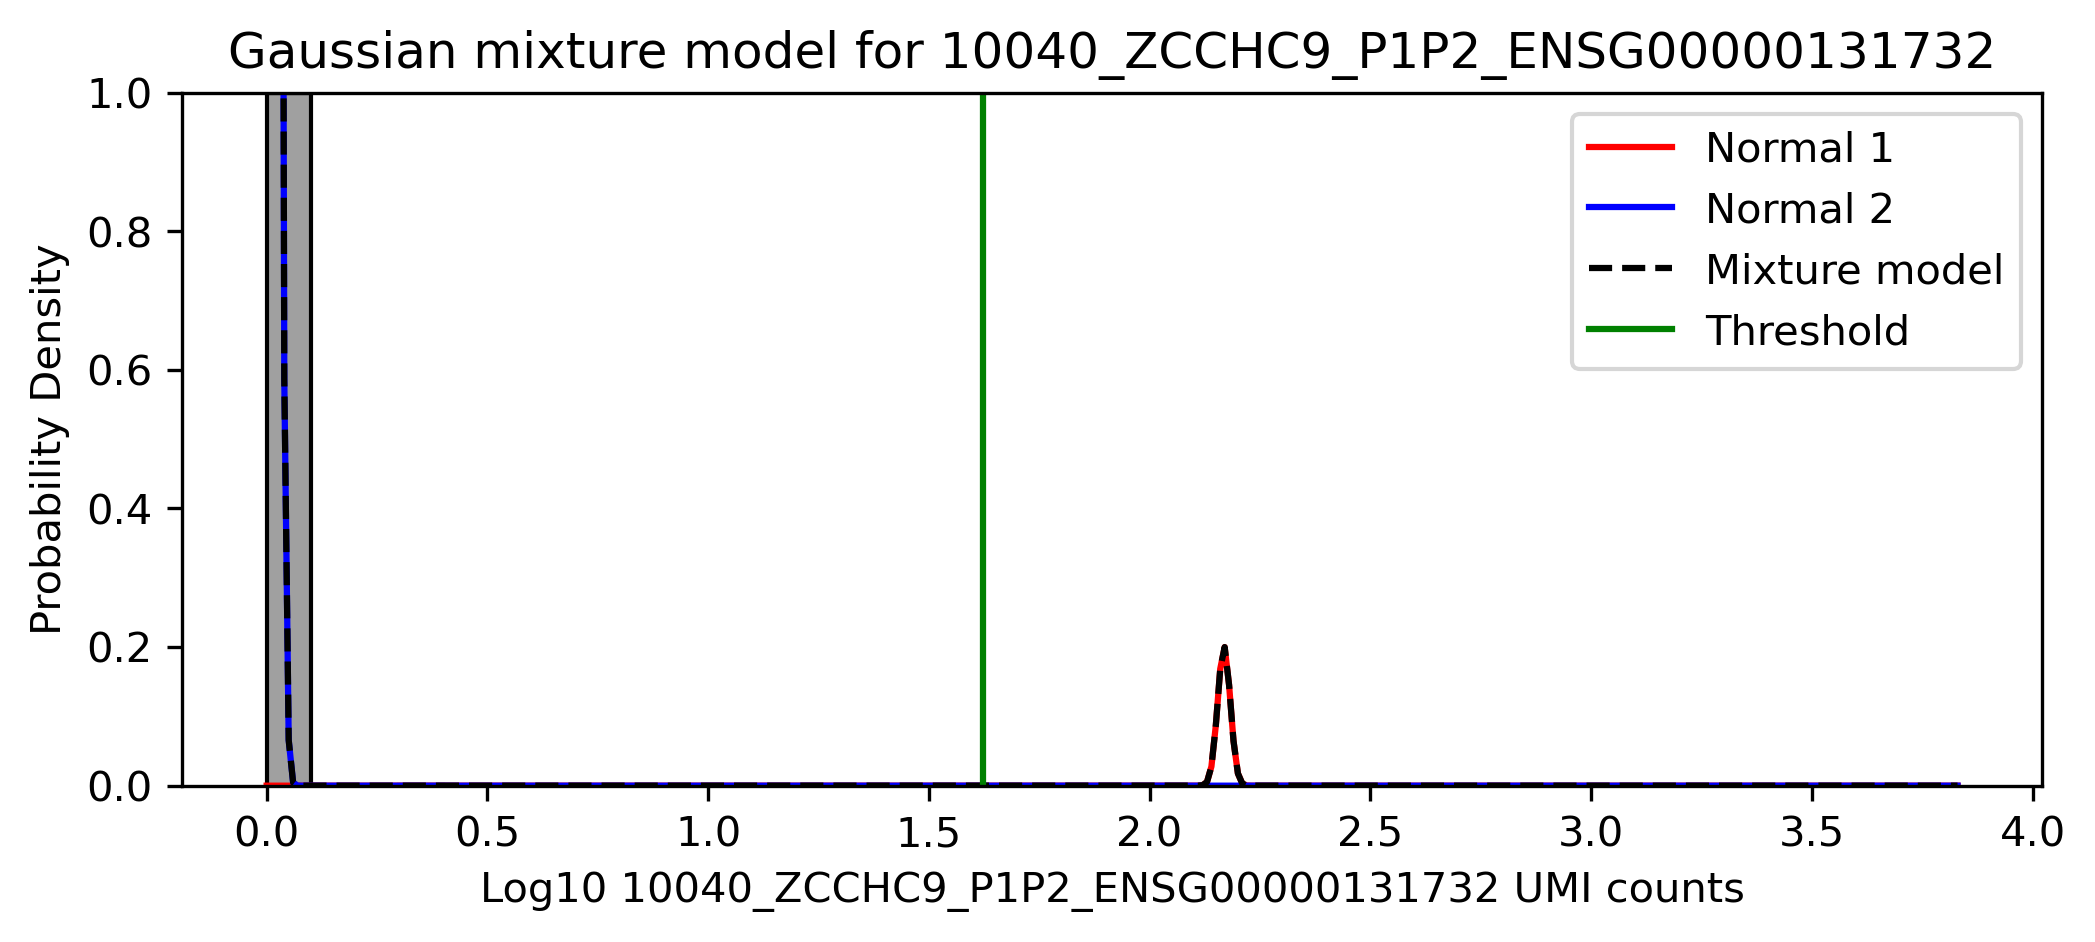 Gaussian mixture model for 10040_ZCCHC9_P1P2_ENSG00000131732
1.0
0.8
0.6
0.4
0.2
0.0
Probability Density
Normal 1
Normal 2
Mixture model
Threshold
0.0 0.5 1.0 1.5 2.0 2.5 3.0 3.5 4.0
Log10 10040_ZCCHC9_P1P2_ENSG00000131732 UMI counts